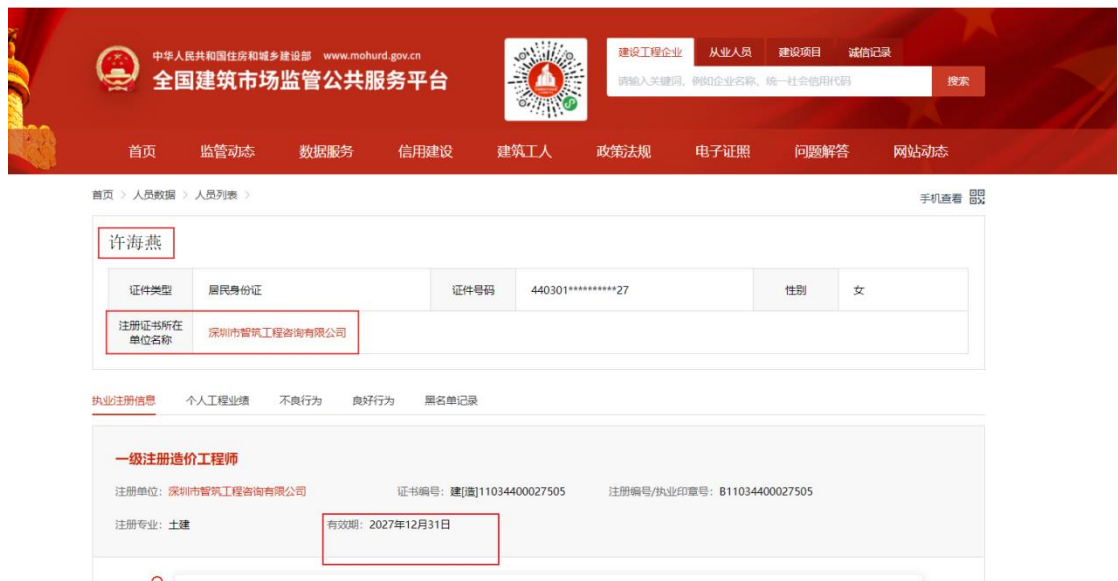 中华人民共和国住房和城乡建设部 www.mohurd.gov.cn
全国建筑市场监管公共服务平台
建设工程企业 从业人员 建设项目 诚信记录
请输入关键词，例如企业名称、统一社会信用代码 搜索
首页 监管动态 数据服务 信用建设 建筑工人 政策法规 电子证照 问题解答 网站动态
首页 > 人员数据 > 人员列表 >
手机查看
许海燕
证件类型 居民身份证 证件号码 440301**********27 性别 女
注册证书所在
单位名称
深圳市智筑工程咨询有限公司
执业注册信息 个人工程业绩 不良行为 良好行为 黑名单记录
一级注册造价工程师
注册单位：深圳市智筑工程咨询有限公司 证书编号：建[造]11034400027505 注册编号/执业印章号：B11034400027505
注册专业：土建 有效期：2027年12月31日